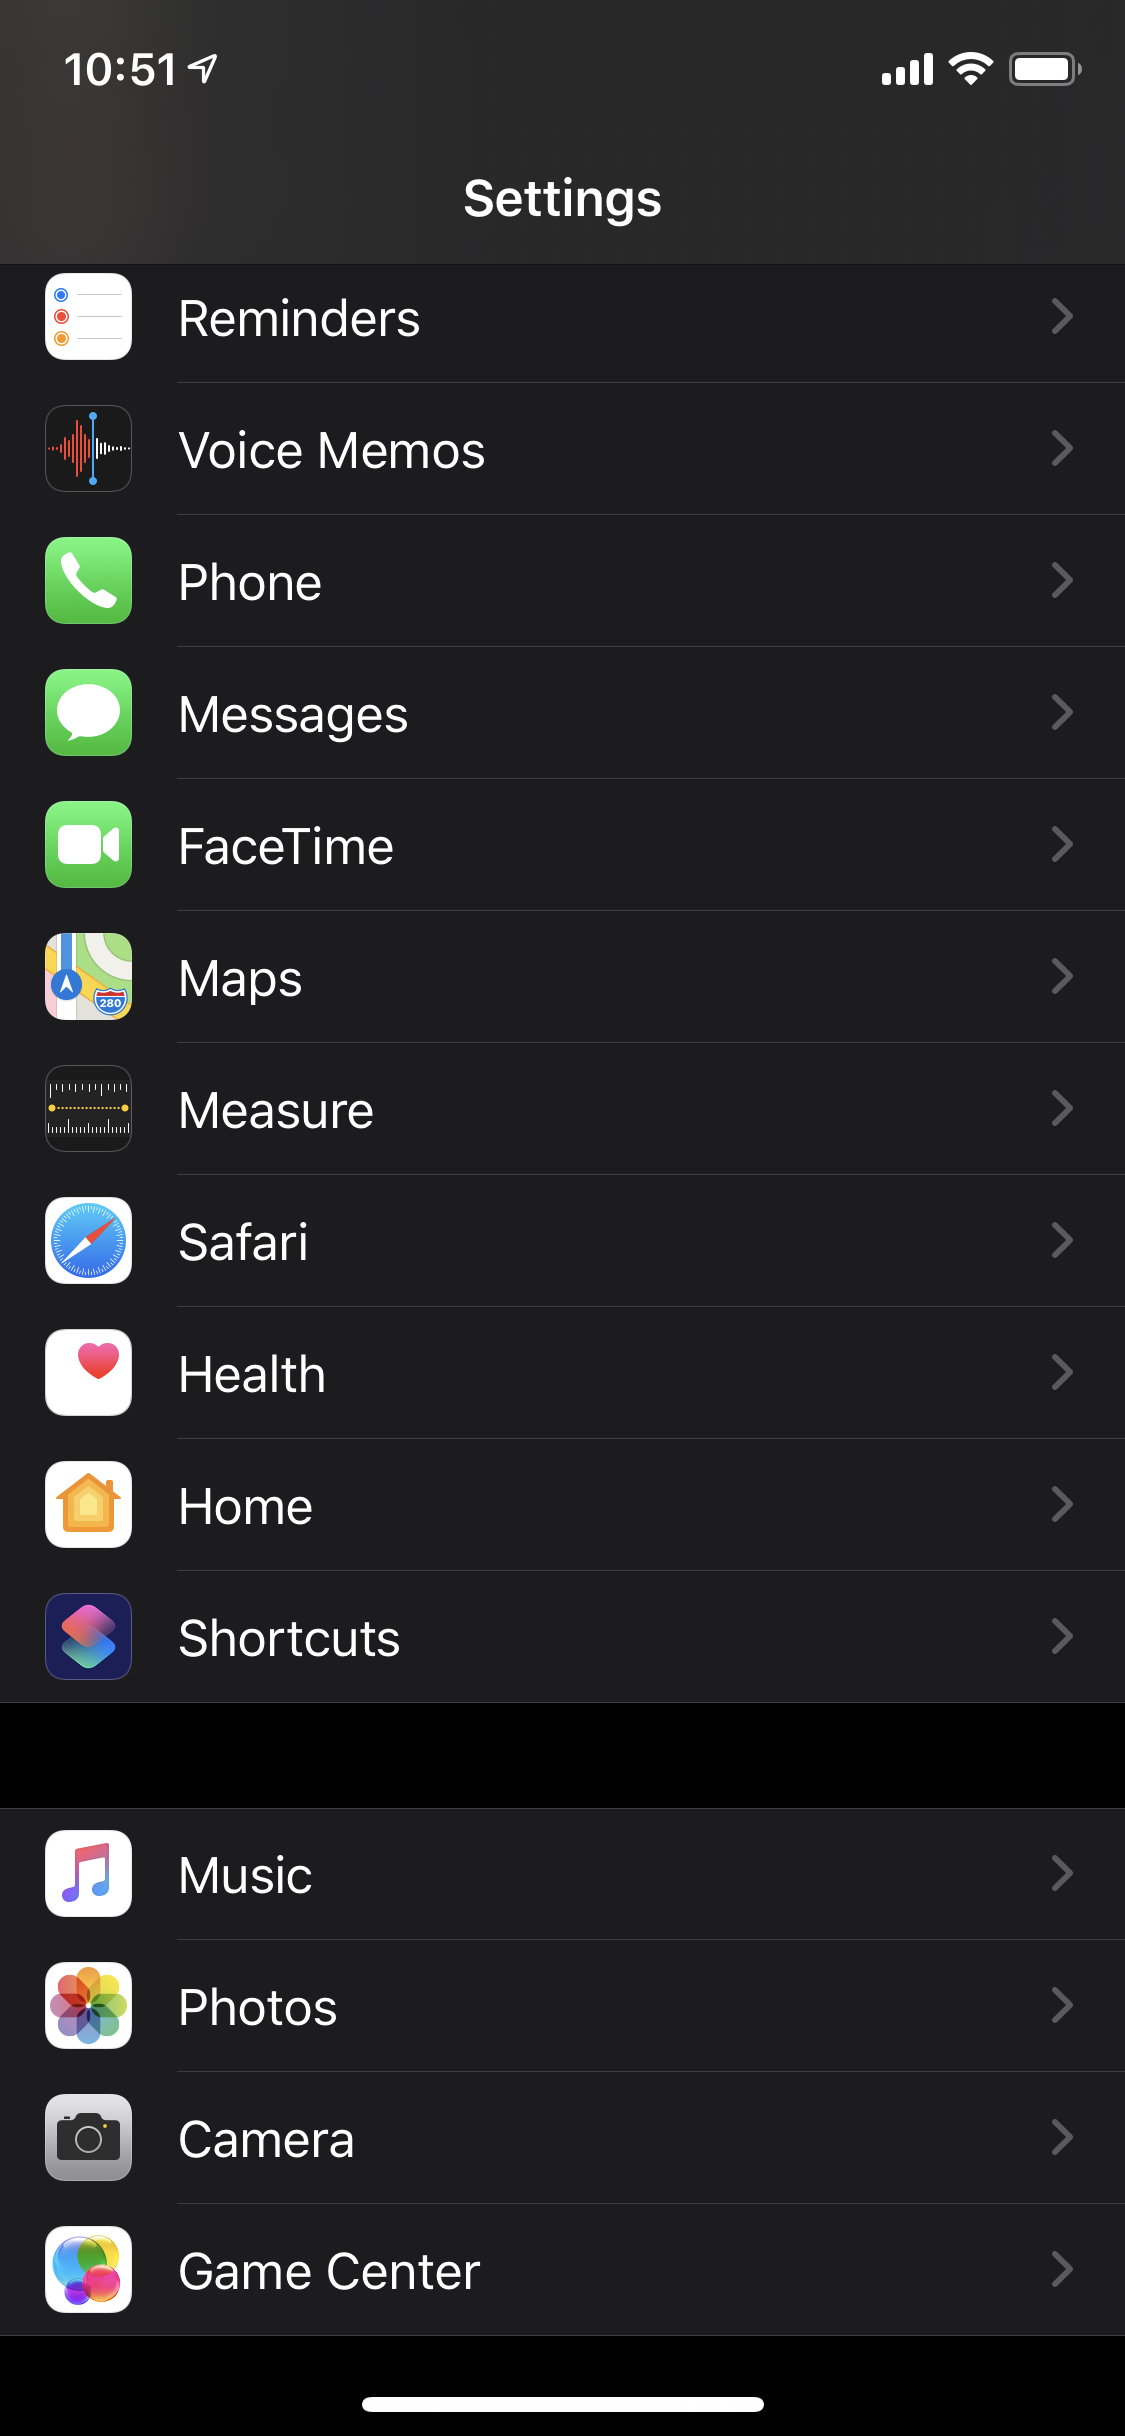 10:51
Settings
Reminders
Voice Memos
Phone
Messages
FaceTime
280
Maps
Measure
Safari
Health
Home
Shortcuts
Music
Photos
Camera
Game Center